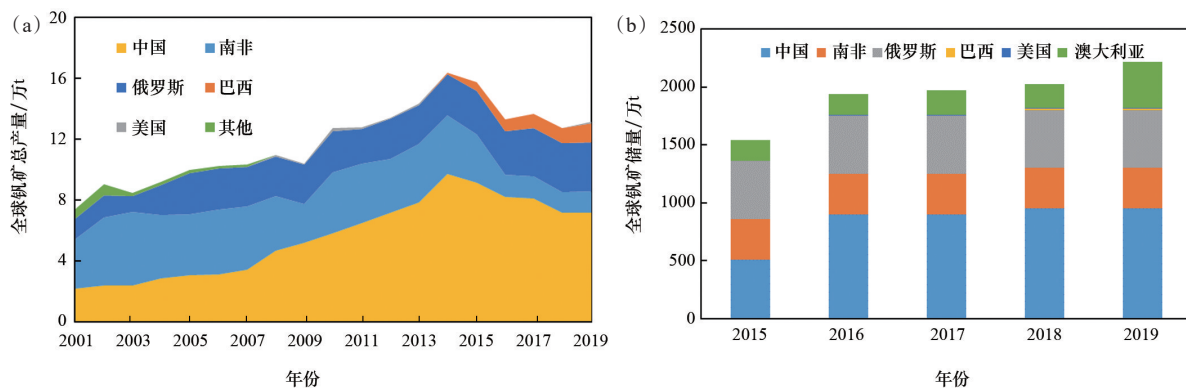 (a)
全球钒矿总产量/万t
20
16
12
8
4
0
中国 南非
俄罗斯 巴西
美国 其他
2001 2003 2005 2007 2009 2011 2013 2015 2017 2019
年份
(b)
全球钒矿储量/万t
2500
2000
1500
1000
500
0
中国 南非 俄罗斯 巴西 美国 澳大利亚
2015 2016 2017 2018 2019
年份